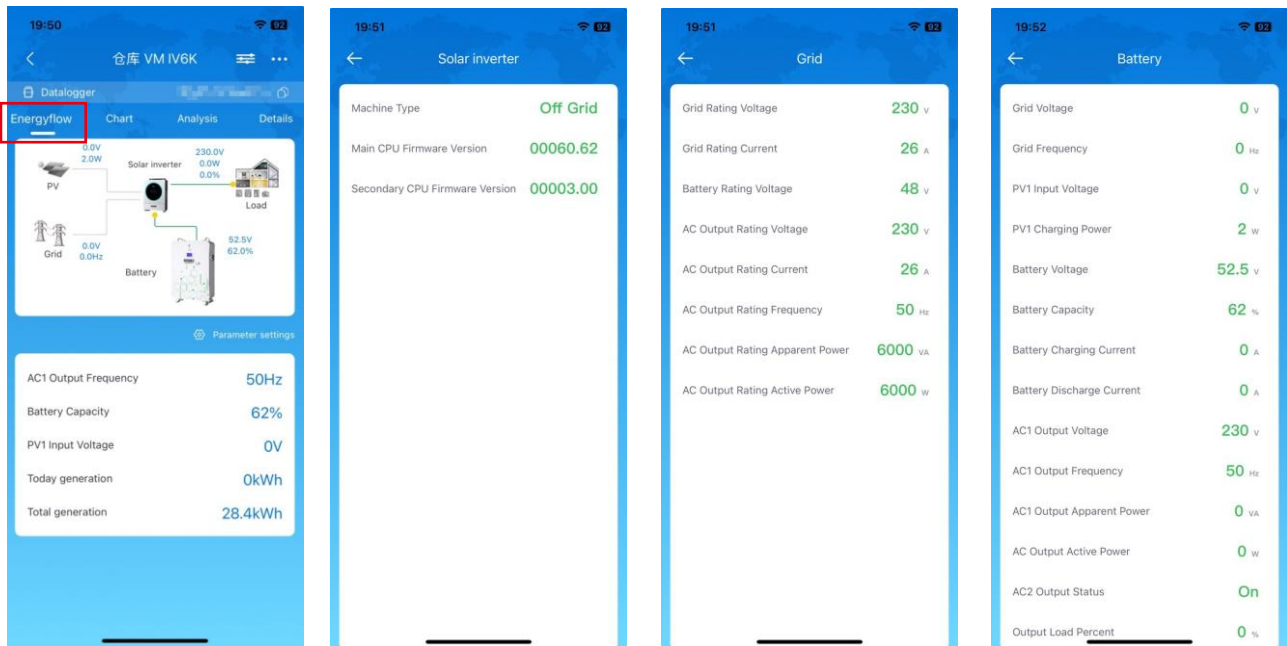 19:50
92
仓库 VM IV6K
Datalogger
Energyflow Chart Analysis Details
0.0V
2.0W
PV
Solar inverter
230.0V
0.0W
0.0%
Load
Grid
0.0V
0.0Hz
Battery
52.5V
62.0%
Parameter settings
AC1 Output Frequency 50Hz
Battery Capacity 62%
PV1 Input Voltage 0V
Today generation 0kWh
Total generation 28.4kWh
19:51
92
Solar inverter
Machine Type Off Grid
Main CPU Firmware Version 00060.62
Secondary CPU Firmware Version 00003.00
19:51
92
Grid
Grid Rating Voltage 230 V
Grid Rating Current 26 A
Battery Rating Voltage 48 V
AC Output Rating Voltage 230 V
AC Output Rating Current 26 A
AC Output Rating Frequency 50 Hz
AC Output Rating Apparent Power 6000 VA
AC Output Rating Active Power 6000 W
19:52
92
Battery
Grid Voltage 0 V
Grid Frequency 0 Hz
PV1 Input Voltage 0 V
PV1 Charging Power 2 W
Battery Voltage 52.5 V
Battery Capacity 62 %
Battery Charging Current 0 A
Battery Discharge Current 0 A
AC1 Output Voltage 230 V
AC1 Output Frequency 50 Hz
AC1 Output Apparent Power 0 VA
AC Output Active Power 0 W
AC2 Output Status On
Output Load Percent 0 %